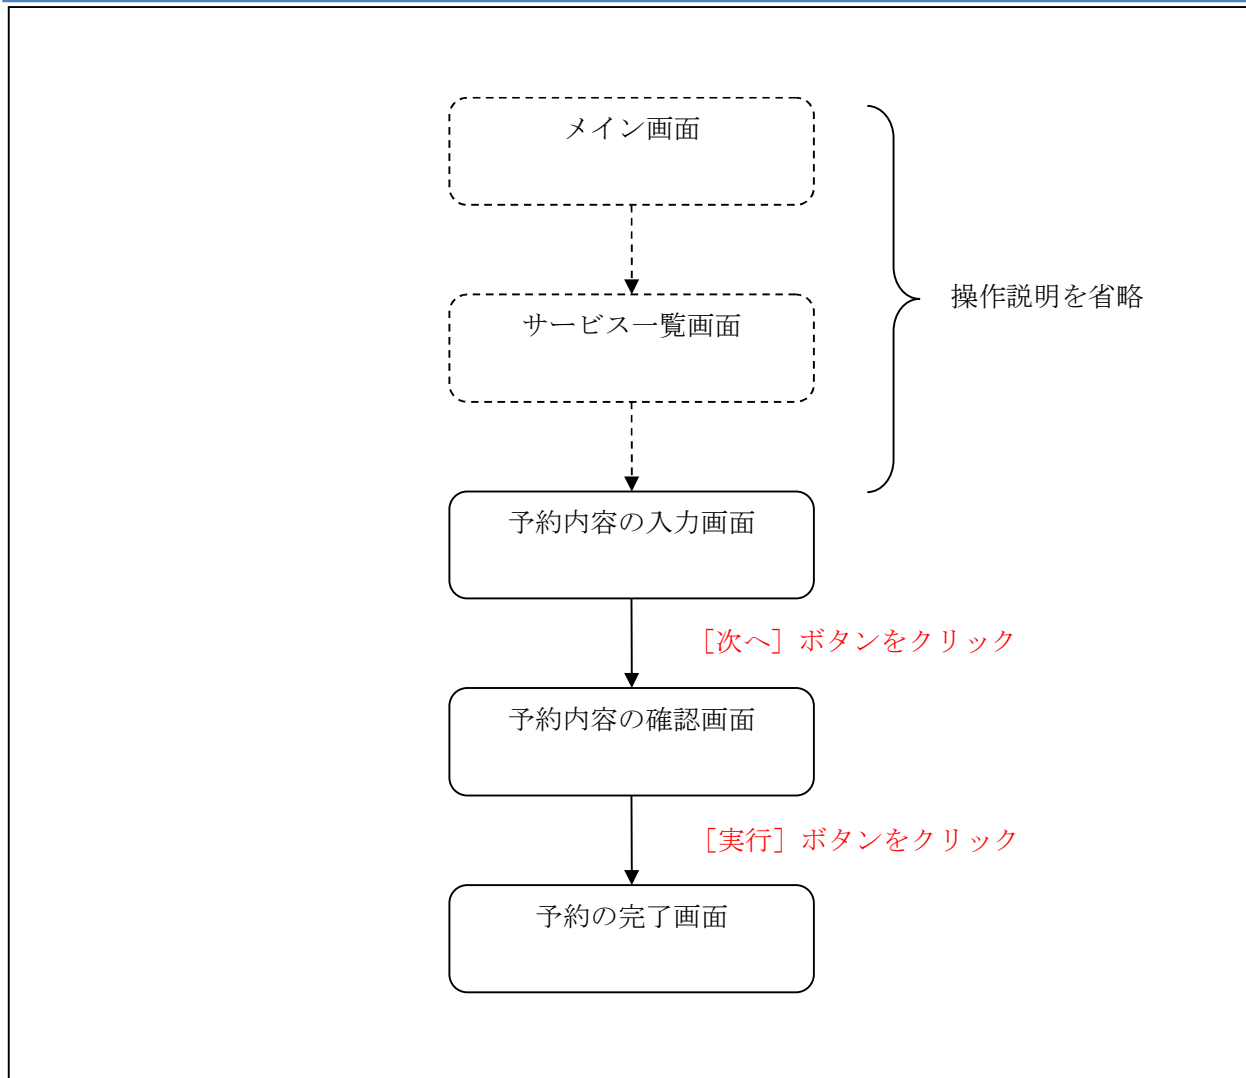 メイン画面
サービス一覧画面
操作説明を省略
予約内容の入力画面
［次へ］ボタンをクリック
予約内容の確認画面
［実行］ボタンをクリック
予約の完了画面